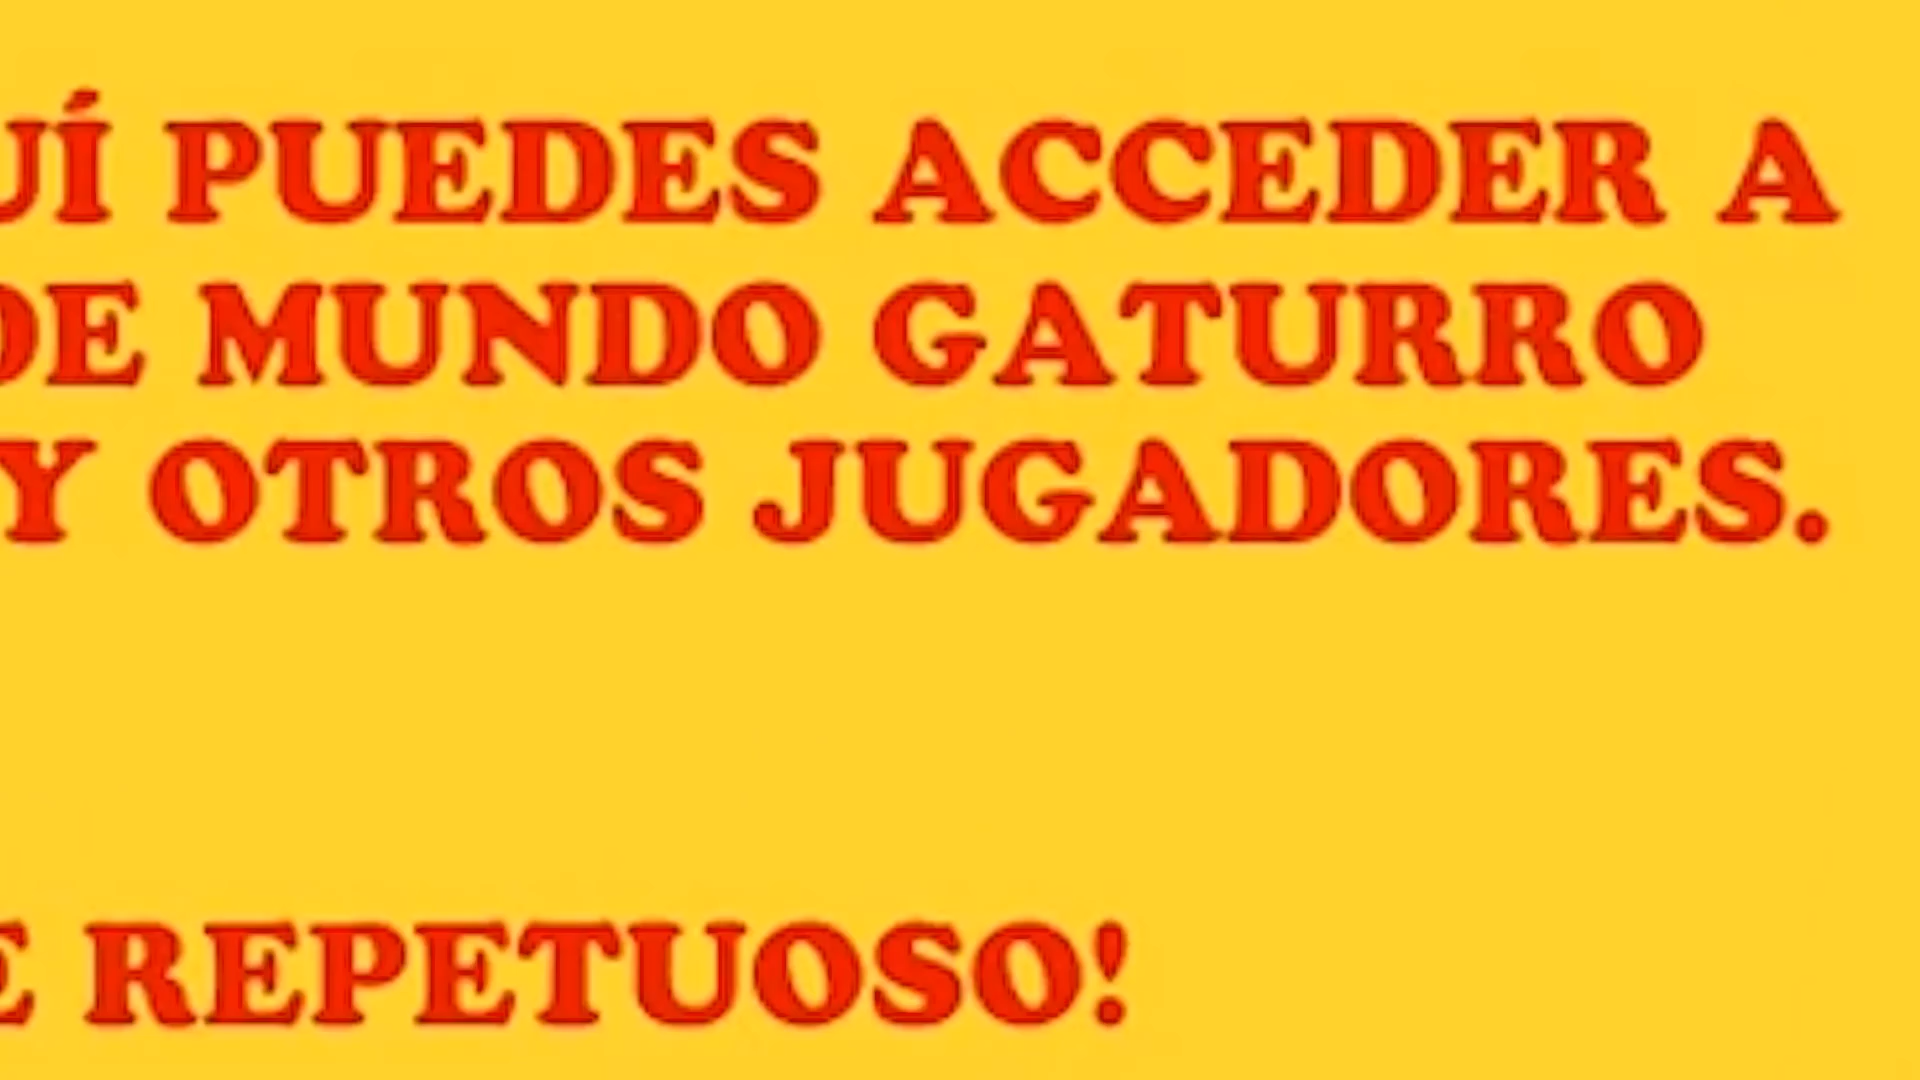 UÍ PUEDES ACCEDER A
DE MUNDO GATURRO
Y OTROS JUGADORES.
E REPETUOSO!